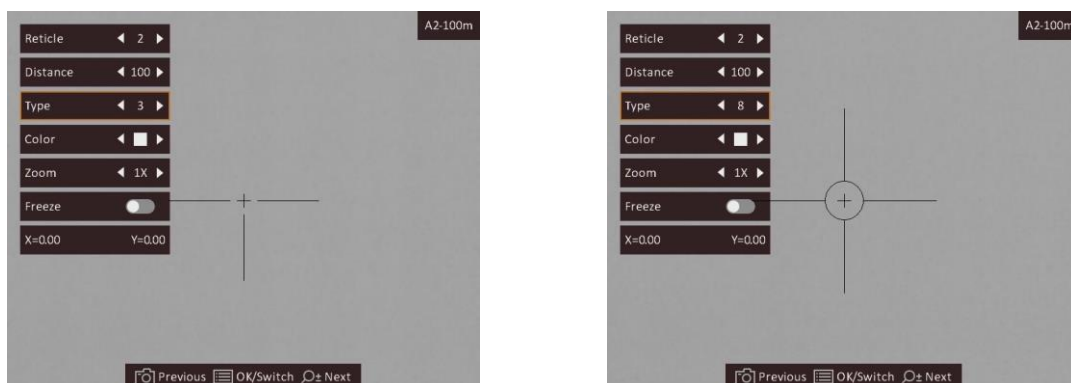 A2-100m
Reticle 2
Distance 100
Type 3
Color
Zoom 1X
Freeze
X=0.00 Y=0.00
Previous OK/Switch Next
A2-100m
Reticle 2
Distance 100
Type 8
Color
Zoom 1X
Freeze
X=0.00 Y=0.00
Previous OK/Switch Next